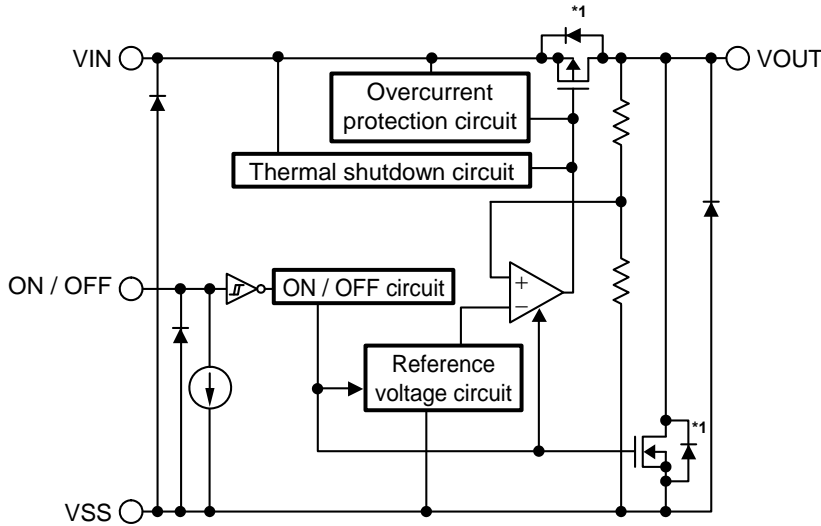 *1
VIN
VOUT
Overcurrent
protection circuit
Thermal shutdown circuit
ON / OFF
ON / OFF circuit
+
−
Reference
voltage circuit
*1
VSS